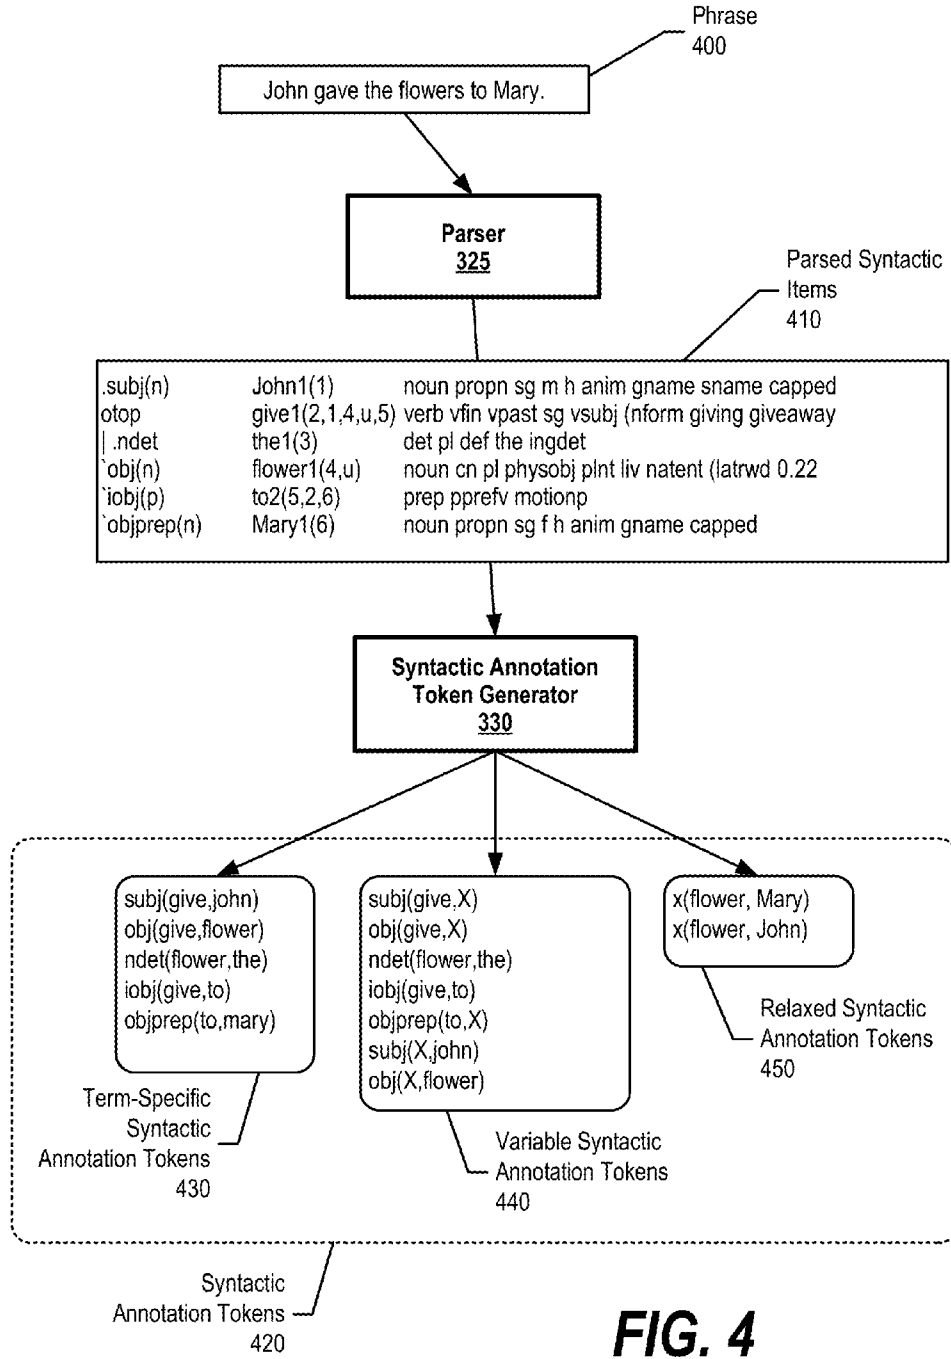 Phrase
400
John gave the flowers to Mary.
Parser
325
Parsed Syntactic
Items
410
.subj(n) John1(1) noun propn sg m h anim gname sname capped
otop give1(2,1,4,u,5) verb vfin vpast sg vsubj (nform giving giveaway
| .ndet the1(3) det pl def the ingdet
`obj(n) flower1(4,u) noun cn pl physobj plnt liv natent (latrwd 0.22
`iobj(p) to2(5,2,6) prep pprefv motionp
`objprep(n) Mary1(6) noun propn sg f h anim gname capped
Syntactic Annotation
Token Generator
330
subj(give,john)
obj(give,flower)
ndet(flower,the)
iobj(give,to)
objprep(to,mary)
Term-Specific
Syntactic
Annotation Tokens
430
subj(give,X)
obj(give,X)
ndet(flower,the)
iobj(give,to)
objprep(to,X)
subj(X,john)
obj(X,flower)
Variable Syntactic
Annotation Tokens
440
x(flower, Mary)
x(flower, John)
Relaxed Syntactic
Annotation Tokens
450
Syntactic
Annotation Tokens
420
FIG. 4